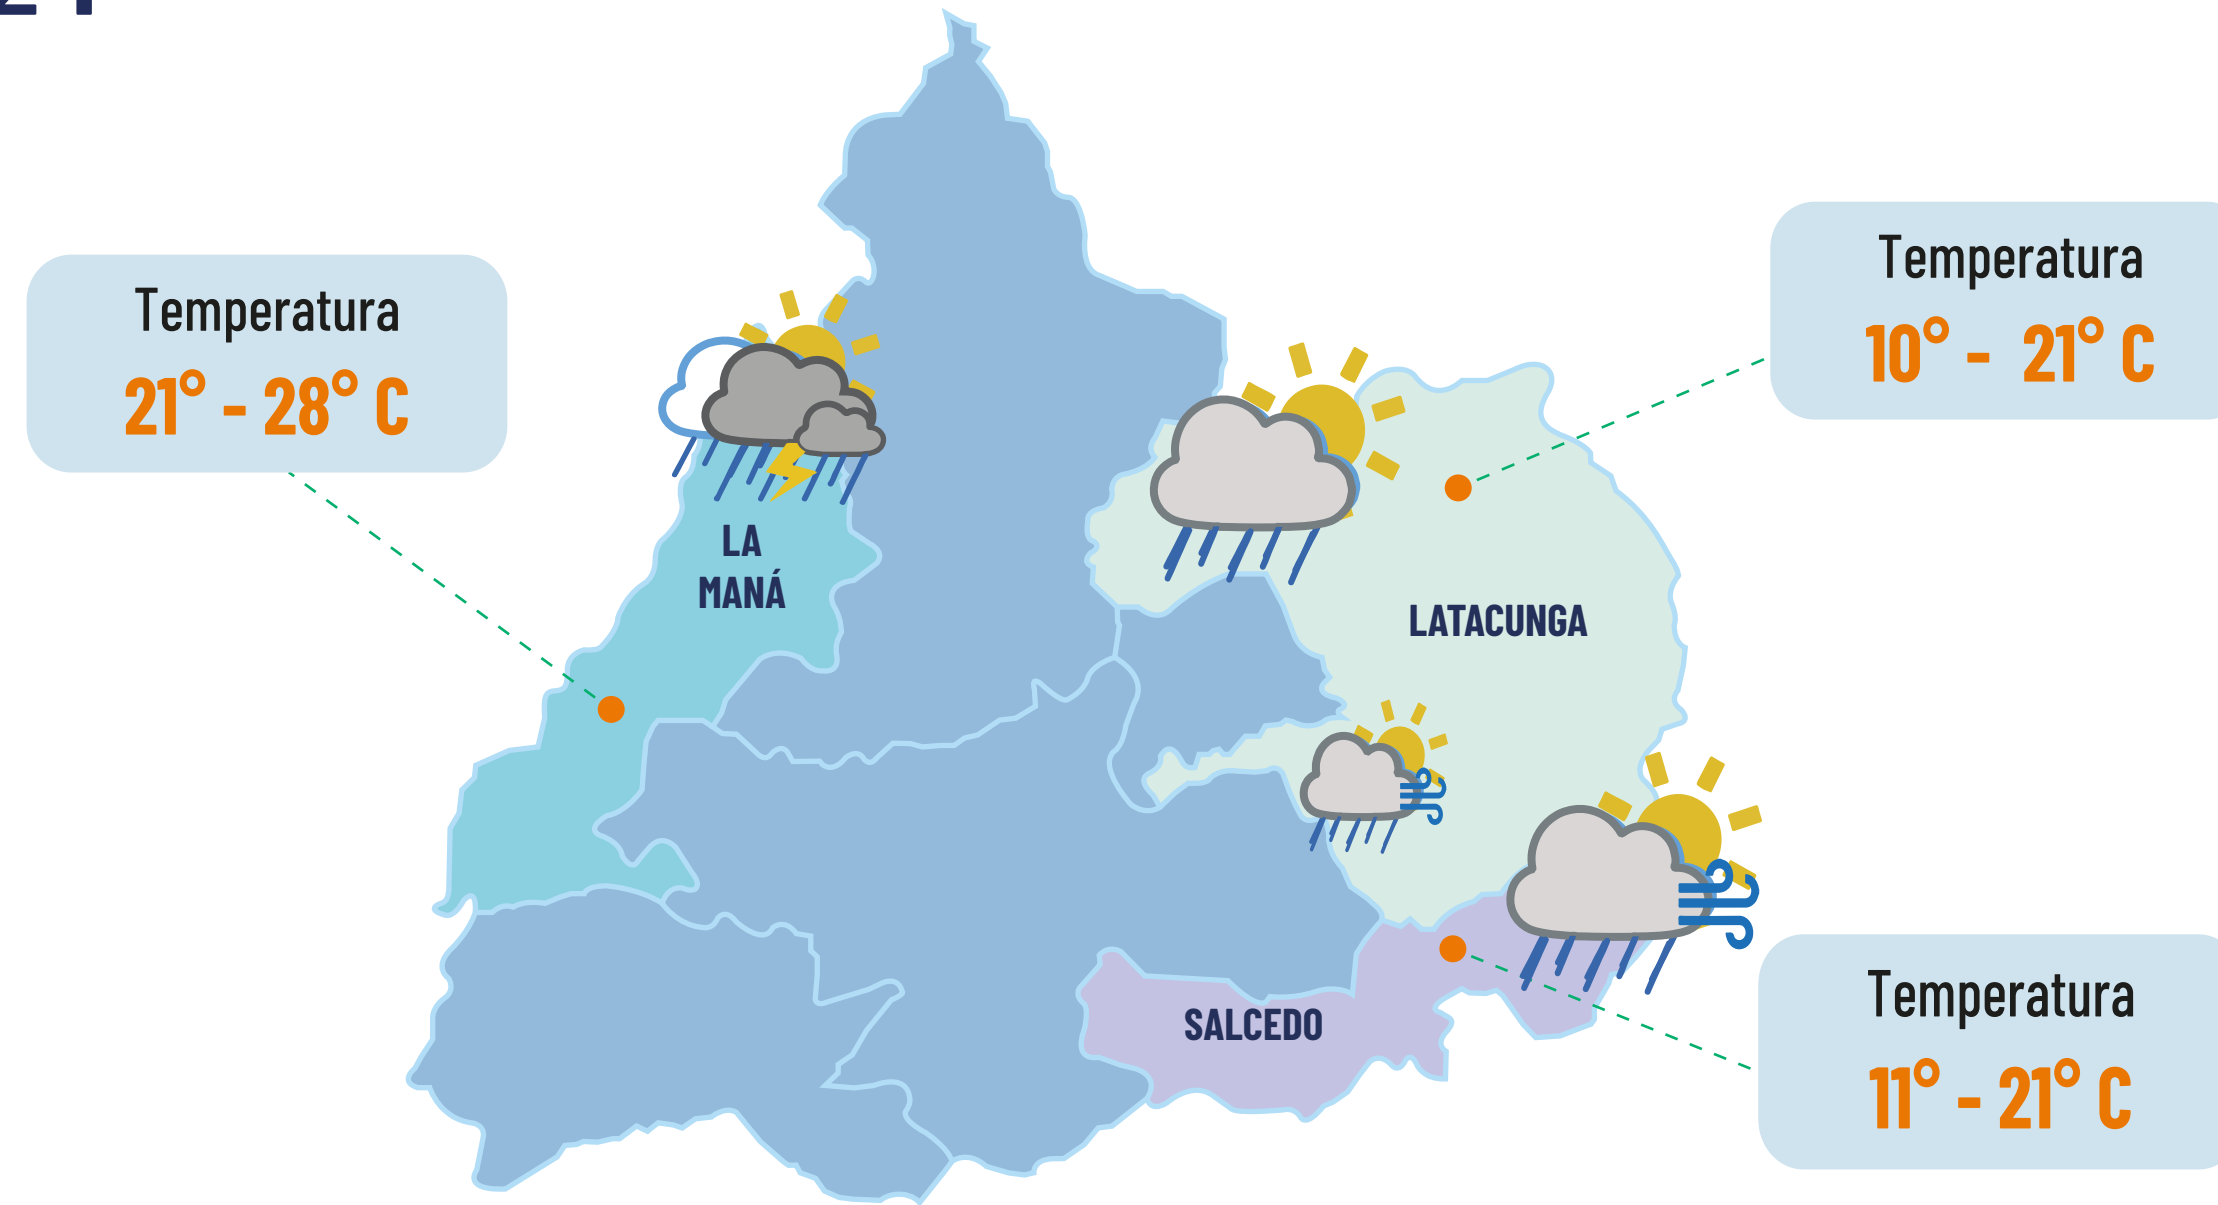 Temperatura
21° - 28° C
Temperatura
10° - 21° C
LA
MANÁ
LATACUNGA
SALCEDO
Temperatura
11° - 21° C